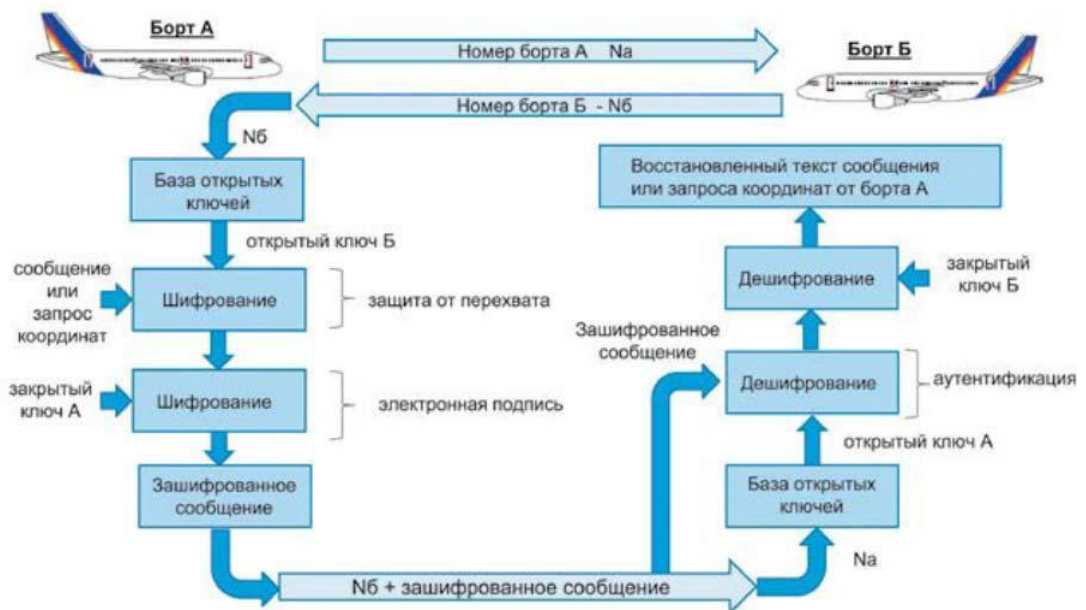 Борт А
Борт Б
Номер борта А Na
Номер борта Б - Nб
Nб
База открытых
ключей
открытый ключ Б
сообщение
или
запрос
координат
Шифрование
защита от перехвата
закрытый
ключ А
Шифрование
электронная подпись
Зашифрованное
сообщение
Nб + зашифрованное сообщение
Na
База открытых
ключей
открытый ключ А
Зашифрованное
сообщение
Дешифрование
аутентификация
Дешифрование
закрытый
ключ Б
Восстановленный текст сообщения
или запроса координат от борта А